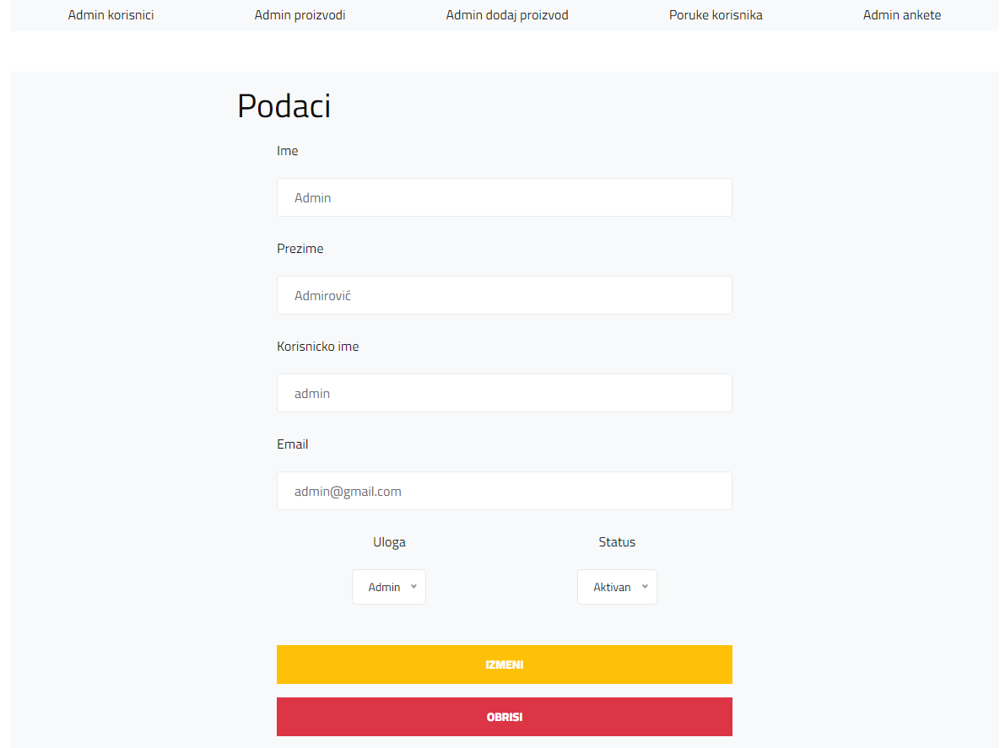 Admin korisnici Admin proizvodi Admin dodaj proizvod Poruke korisnika Admin ankete
Podaci
Ime
Admin
Prezime
Admirović
Korisnicko ime
admin
Email
admin@gmail.com
Uloga Status
Admin Aktivan
IZMENI
OBRISI